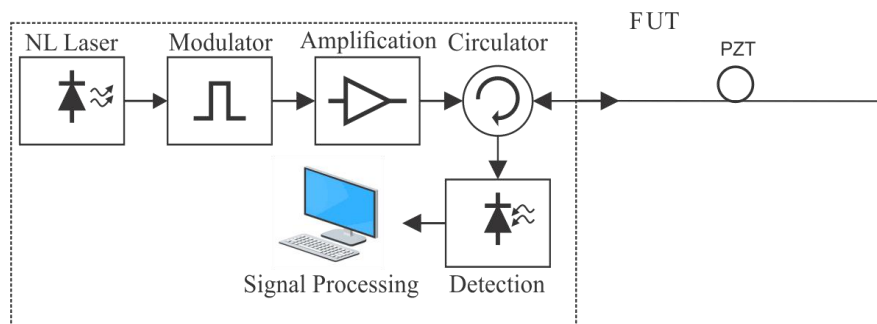 FUT
NL Laser
Modulator
Amplification
Circulator
PZT
Signal Processing
Detection